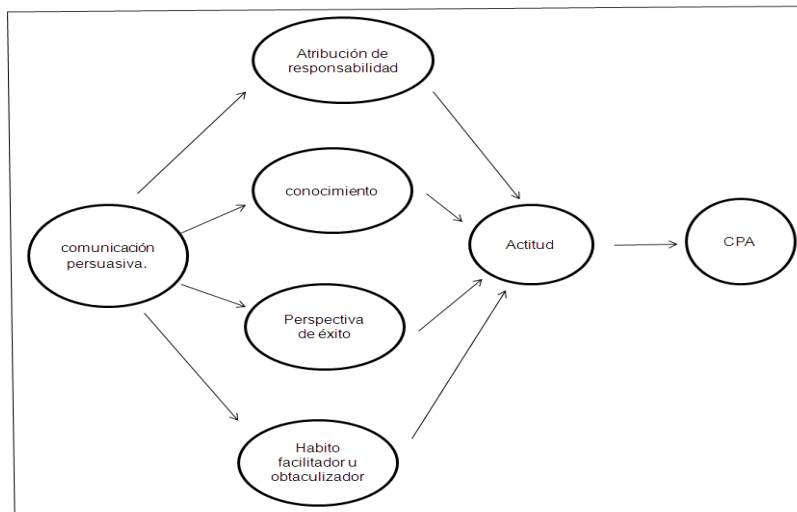 Atribución de
responsabilidad
conocimiento
comunicación
persuasiva.
Actitud
CPA
Perspectiva
de éxito
Habito
facilitador u
obtaculizador